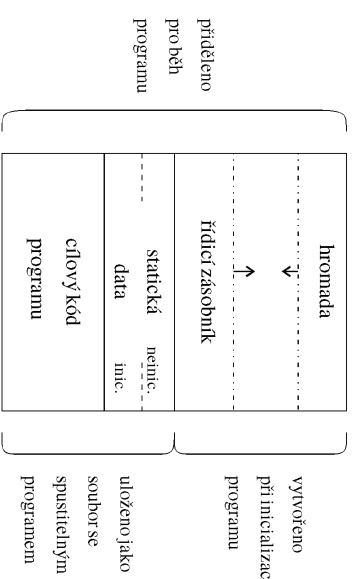 přiděleno
pro běh
programu
hromada
řídicí zásobník
statická
data
neinic.
inic.
cílový kód
programu
vytvořeno
při inicializac
programu
uloženo jako
soubor se
spustitelným
programem